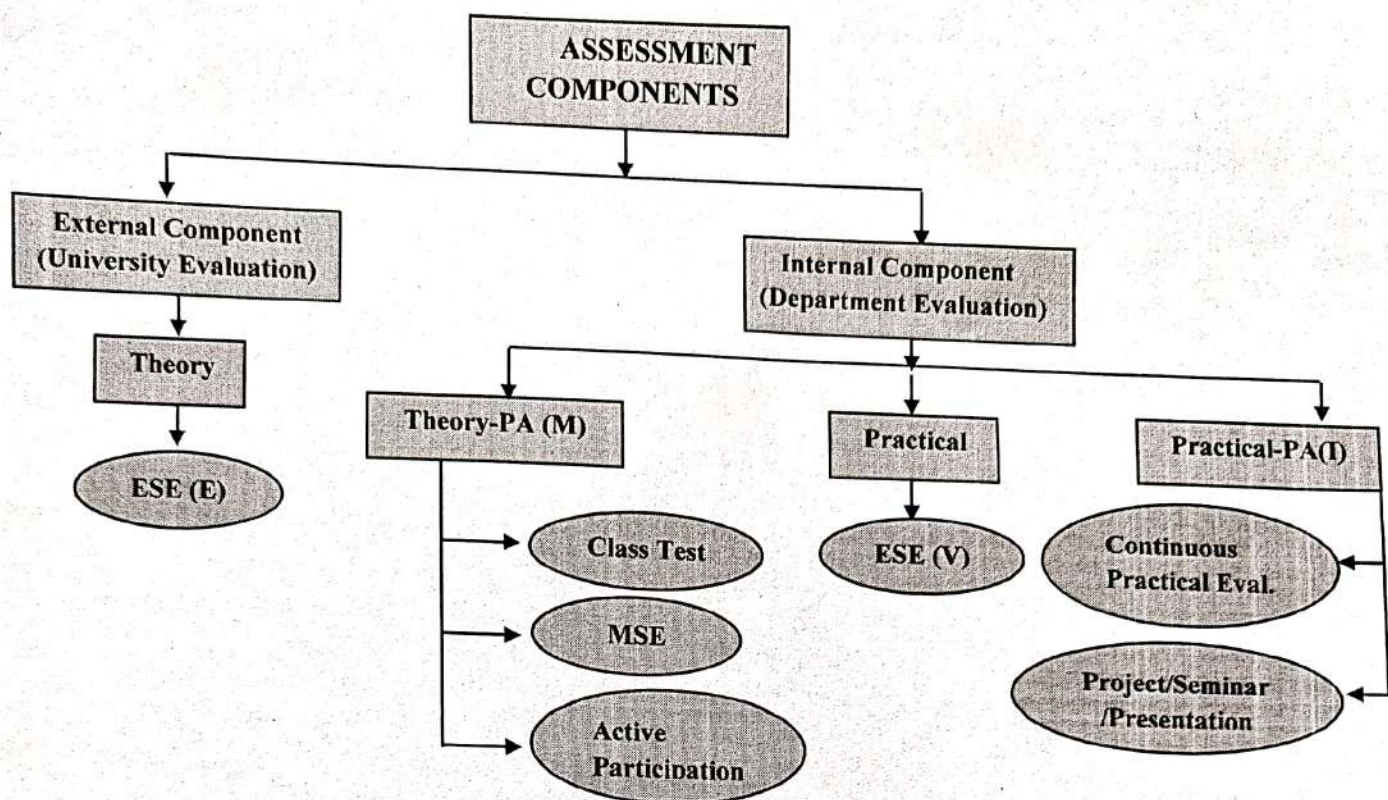 ASSESSMENT
COMPONENTS
External Component
(University Evaluation)
Internal Component
(Department Evaluation)
Theory
Theory-PA (M)
Practical
Practical-PA(I)
ESE (E)
Class Test
ESE (V)
Continuous
Practical Eval.
MSE
Project/Seminar
/Presentation
Active
Participation